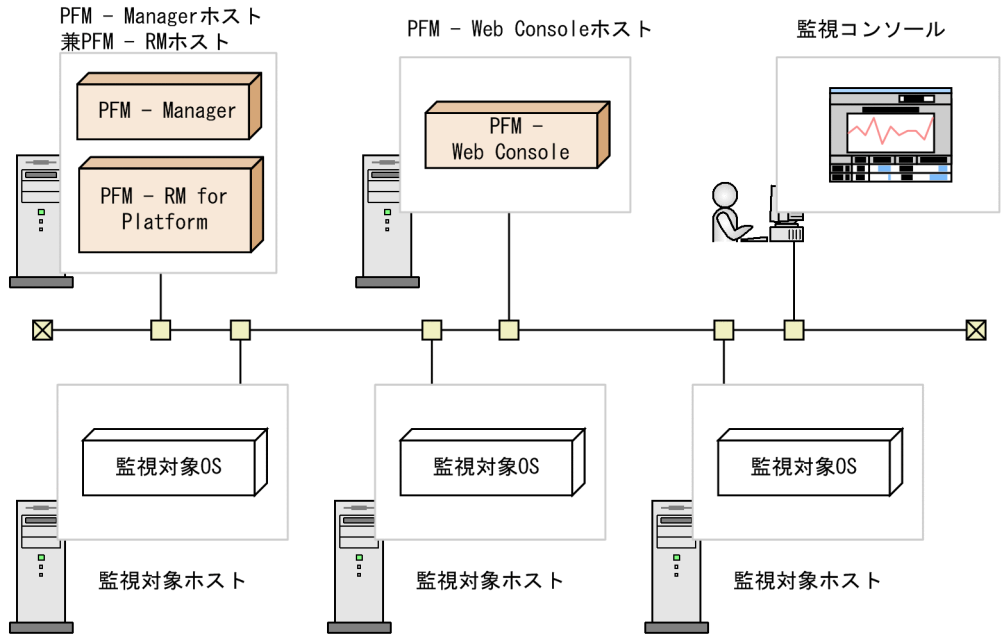 PFM - Managerホスト
兼PFM - RMホスト
PFM - Web Consoleホスト
監視コンソール
PFM - Manager
PFM - RM for
Platform
PFM -
Web Console
監視対象OS
監視対象OS
監視対象OS
監視対象ホスト
監視対象ホスト
監視対象ホスト